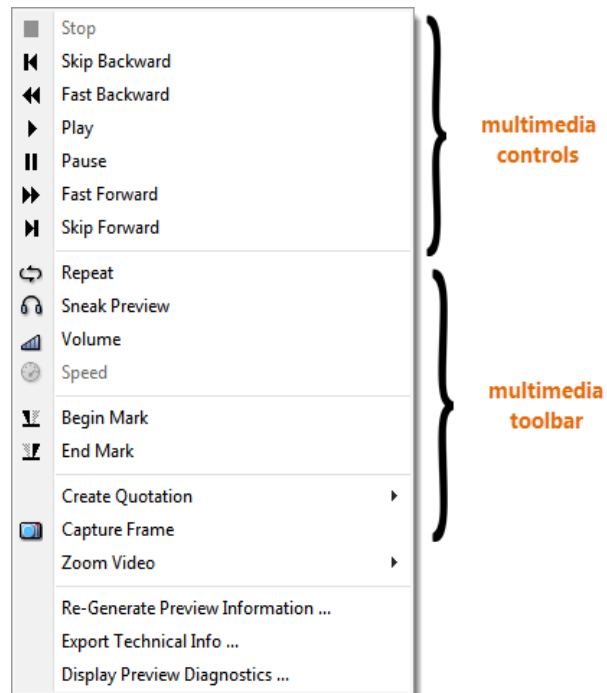 Stop
Skip Backward
Fast Backward
Play
Pause
Fast Forward
Skip Forward
multimedia
controls
Repeat
Sneak Preview
Volume
Speed
Begin Mark
End Mark
Create Quotation
Capture Frame
Zoom Video
multimedia
toolbar
Re-Generate Preview Information ...
Export Technical Info ...
Display Preview Diagnostics ...